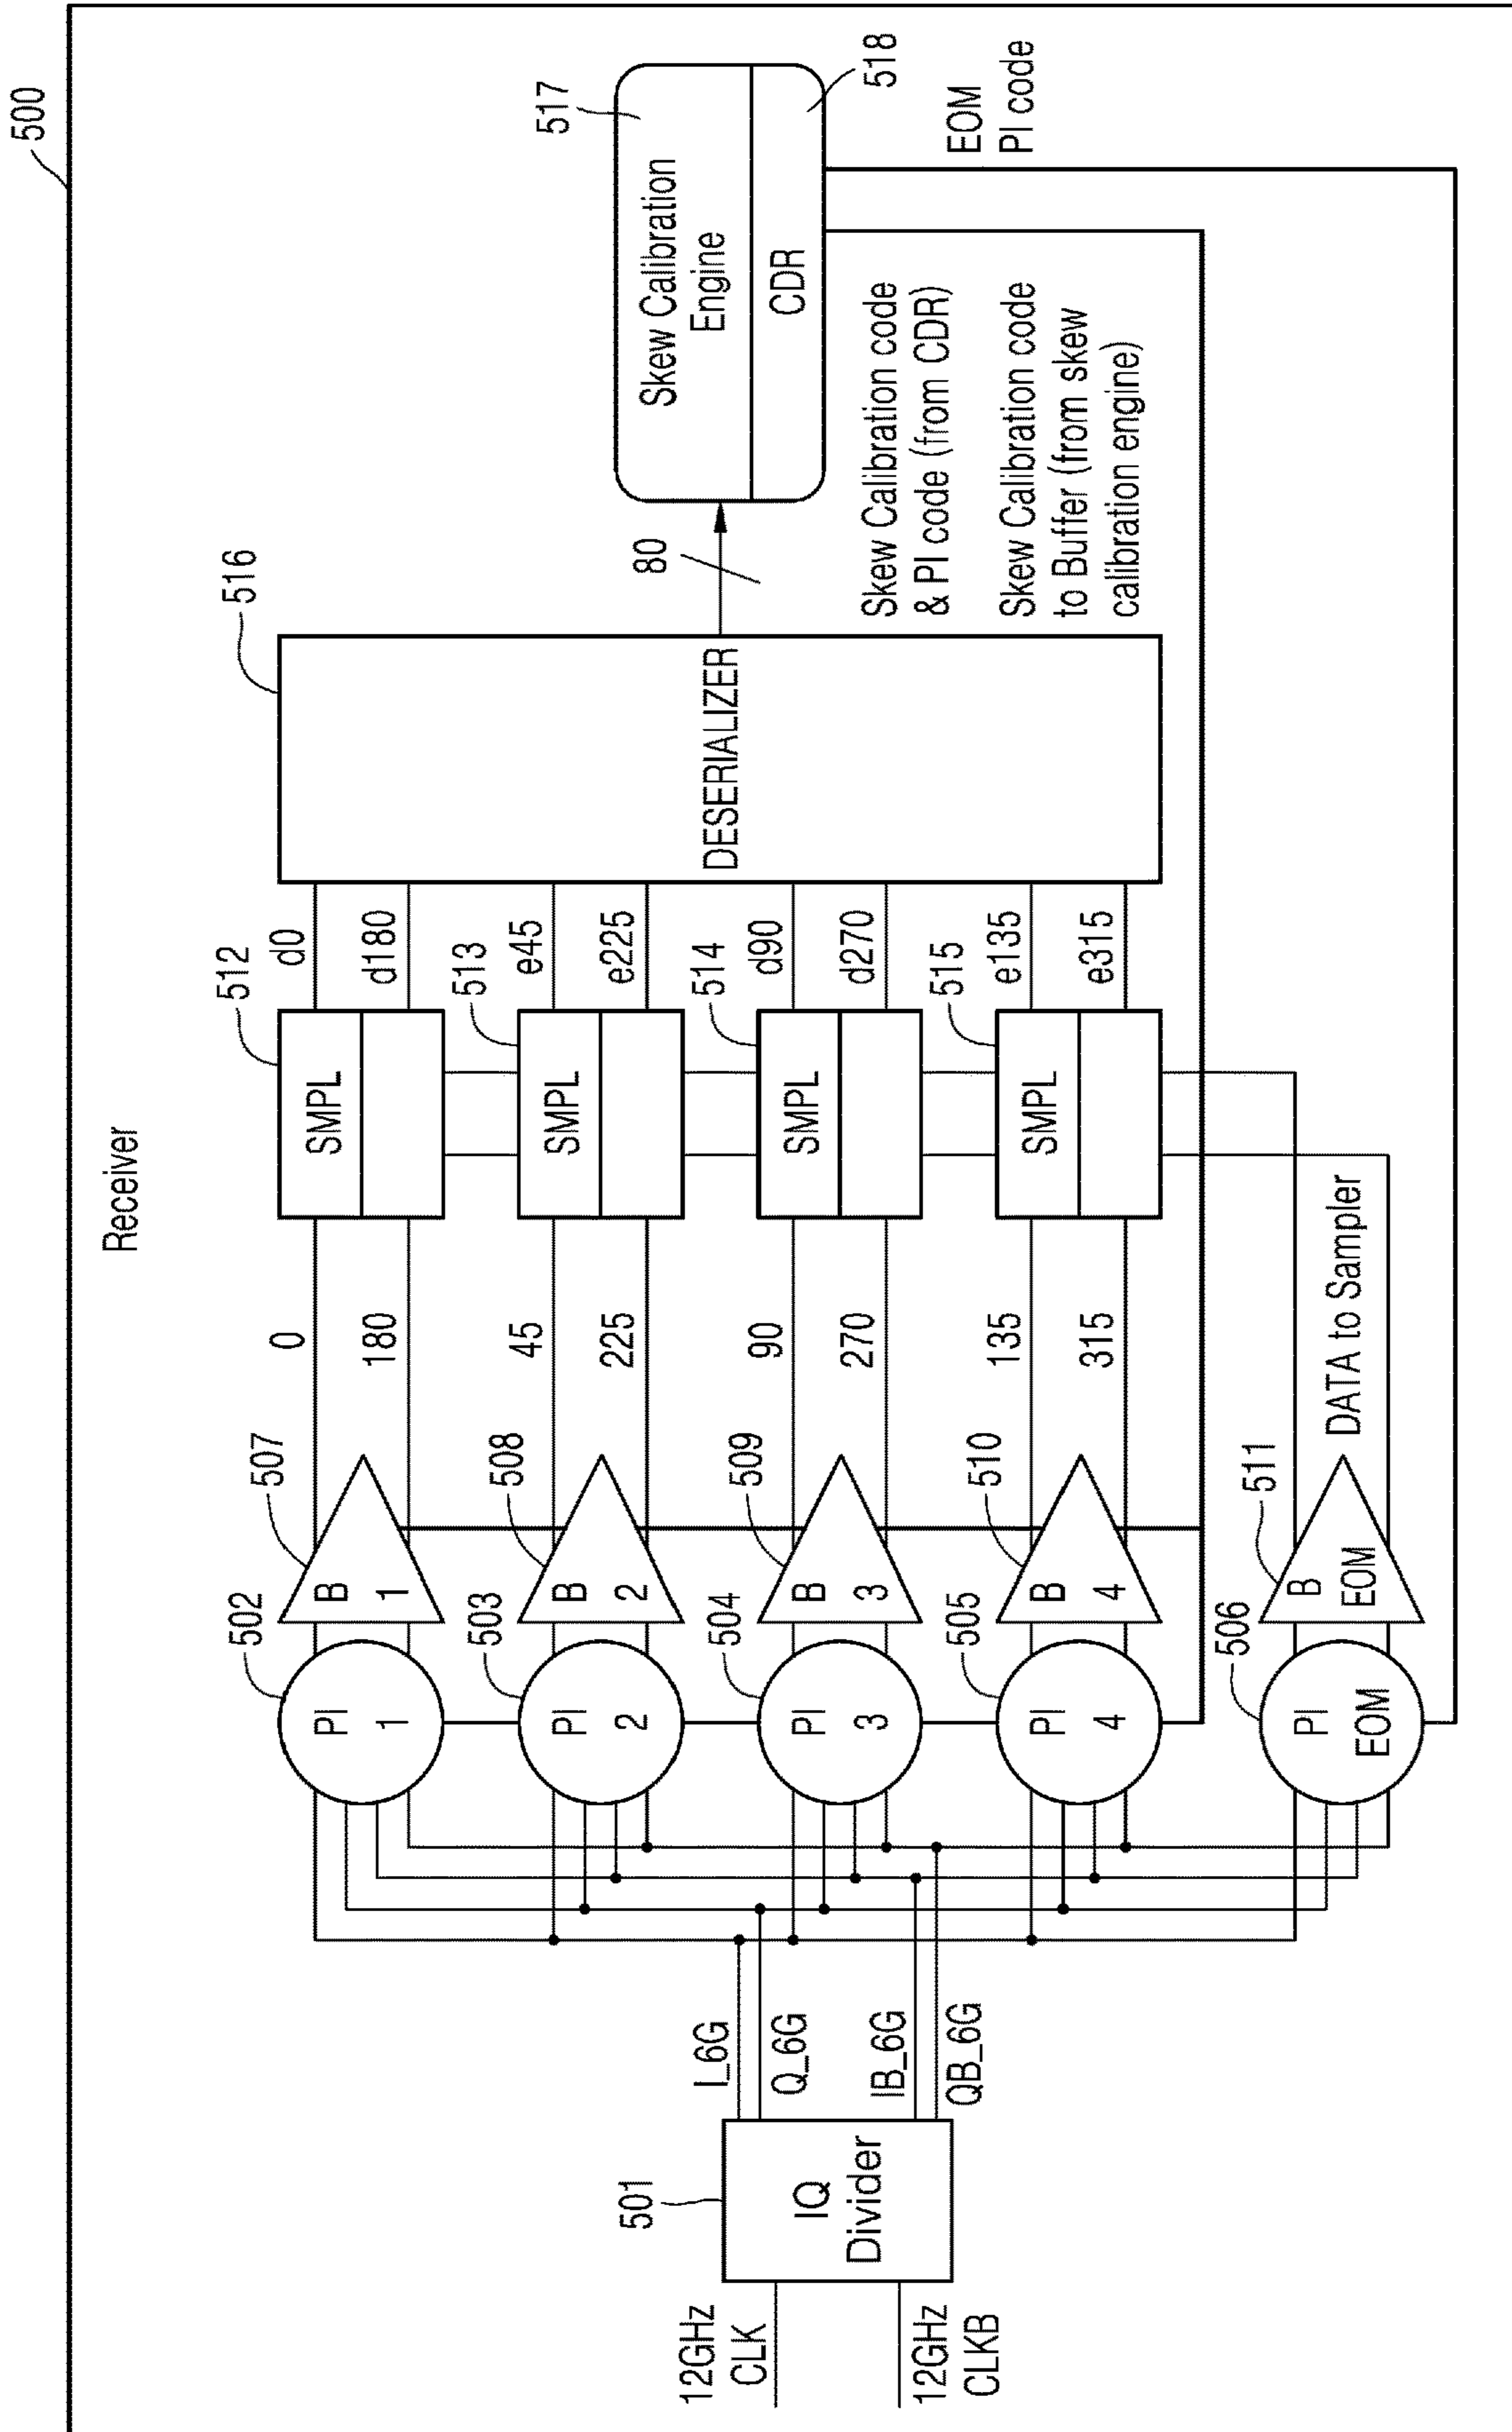 500
Receiver
12GHz
CLK
12GHz
CLKB
501
IQ
Divider
I_6G
Q_6G
IB_6G
QB_6G
502
PI
1
503
PI
2
504
PI
3
505
PI
4
506
PI
EOM
507
B
1
508
B
2
509
B
3
510
B
4
511
B
EOM
0
180
45
225
90
270
135
315
DATA to Sampler
512
SMPL
513
SMPL
514
SMPL
515
SMPL
d0
d180
e45
e225
d90
d270
e135
e315
516
DESERIALIZER
80
517
Skew Calibration
Engine
CDR
518
Skew Calibration code
& PI code (from CDR)
Skew Calibration code
to Buffer (from skew
calibration engine)
EOM
PI code